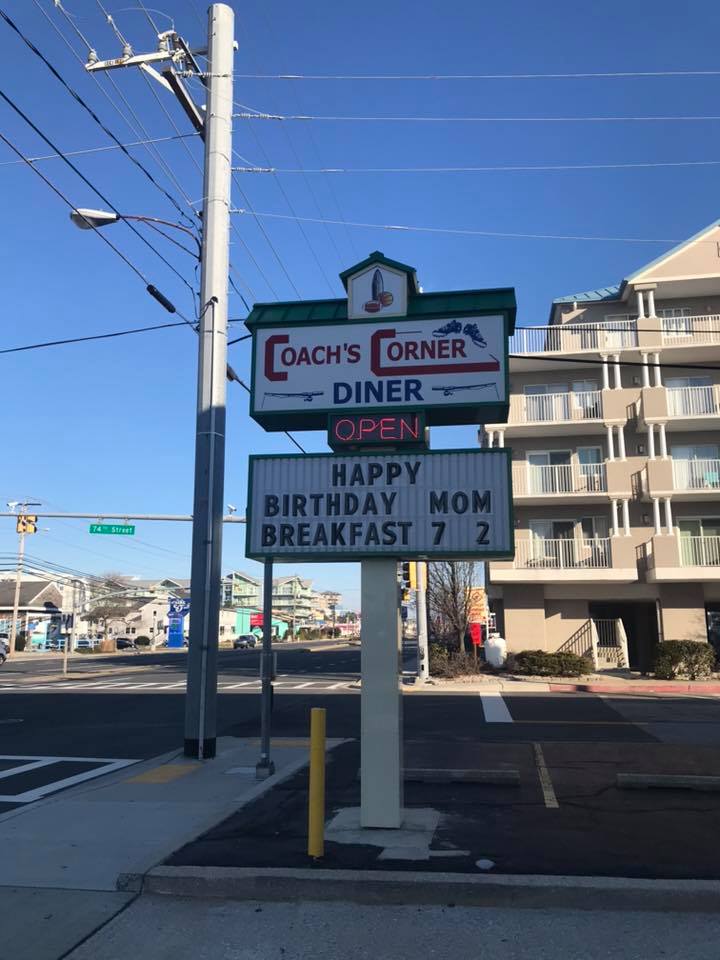 COACH'S CORNER
DINER
OPEN
HAPPY
BIRTHDAY MOM
BREAKFAST 7 2
74TH Street